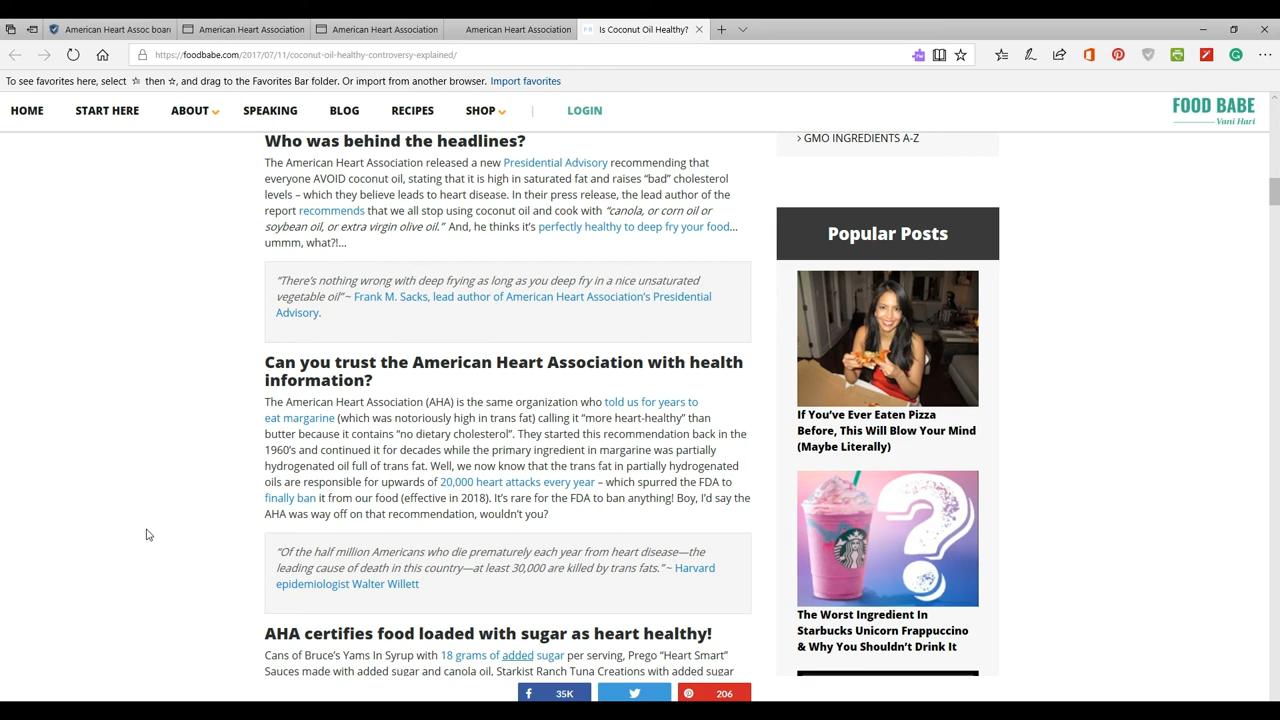 American Heart Assoc boar
American Heart Association
American Heart Association
American Heart Association
Is Coconut Oil Healthy?
https://foodbabe.com/2017/07/11/coconut-oil-healthy-controversy-explained/
To see favorites here, select ☆ then ☆, and drag to the Favorites Bar folder. Or import from another browser. Import favorites
HOME START HERE ABOUT SPEAKING BLOG RECIPES SHOP LOGIN
FOOD BABE
Vani Hari
Who was behind the headlines?
The American Heart Association released a new Presidential Advisory recommending that
everyone AVOID coconut oil, stating that it is high in saturated fat and raises “bad” cholesterol
levels – which they believe leads to heart disease. In their press release, the lead author of the
report recommends that we all stop using coconut oil and cook with “canola, or corn oil or
soybean oil, or extra virgin olive oil.” And, he thinks it’s perfectly healthy to deep fry your food…
ummm, what?!…
“There’s nothing wrong with deep frying as long as you deep fry in a nice unsaturated
vegetable oil”~ Frank M. Sacks, lead author of American Heart Association’s Presidential
Advisory.
Can you trust the American Heart Association with health
information?
The American Heart Association (AHA) is the same organization who told us for years to
eat margarine (which was notoriously high in trans fat) calling it “more heart-healthy” than
butter because it contains “no dietary cholesterol”. They started this recommendation back in the
1960’s and continued it for decades while the primary ingredient in margarine was partially
hydrogenated oil full of trans fat. Well, we now know that the trans fat in partially hydrogenated
oils are responsible for upwards of 20,000 heart attacks every year – which spurred the FDA to
finally ban it from our food (effective in 2018). It’s rare for the FDA to ban anything! Boy, I’d say the
AHA was way off on that recommendation, wouldn’t you?
“Of the half million Americans who die prematurely each year from heart disease—the
leading cause of death in this country—at least 30,000 are killed by trans fats.”~ Harvard
epidemiologist Walter Willett
AHA certifies food loaded with sugar as heart healthy!
Cans of Bruce’s Yams In Syrup with 18 grams of added sugar per serving, Prego “Heart Smart”
Sauces made with added sugar and canola oil, Starkist Ranch Tuna Creations with added sugar
35K
206
> GMO INGREDIENTS A-Z
Popular Posts
If You’ve Ever Eaten Pizza
Before, This Will Blow Your Mind
(Maybe Literally)
The Worst Ingredient In
Starbucks Unicorn Frappuccino
& Why You Shouldn’t Drink It